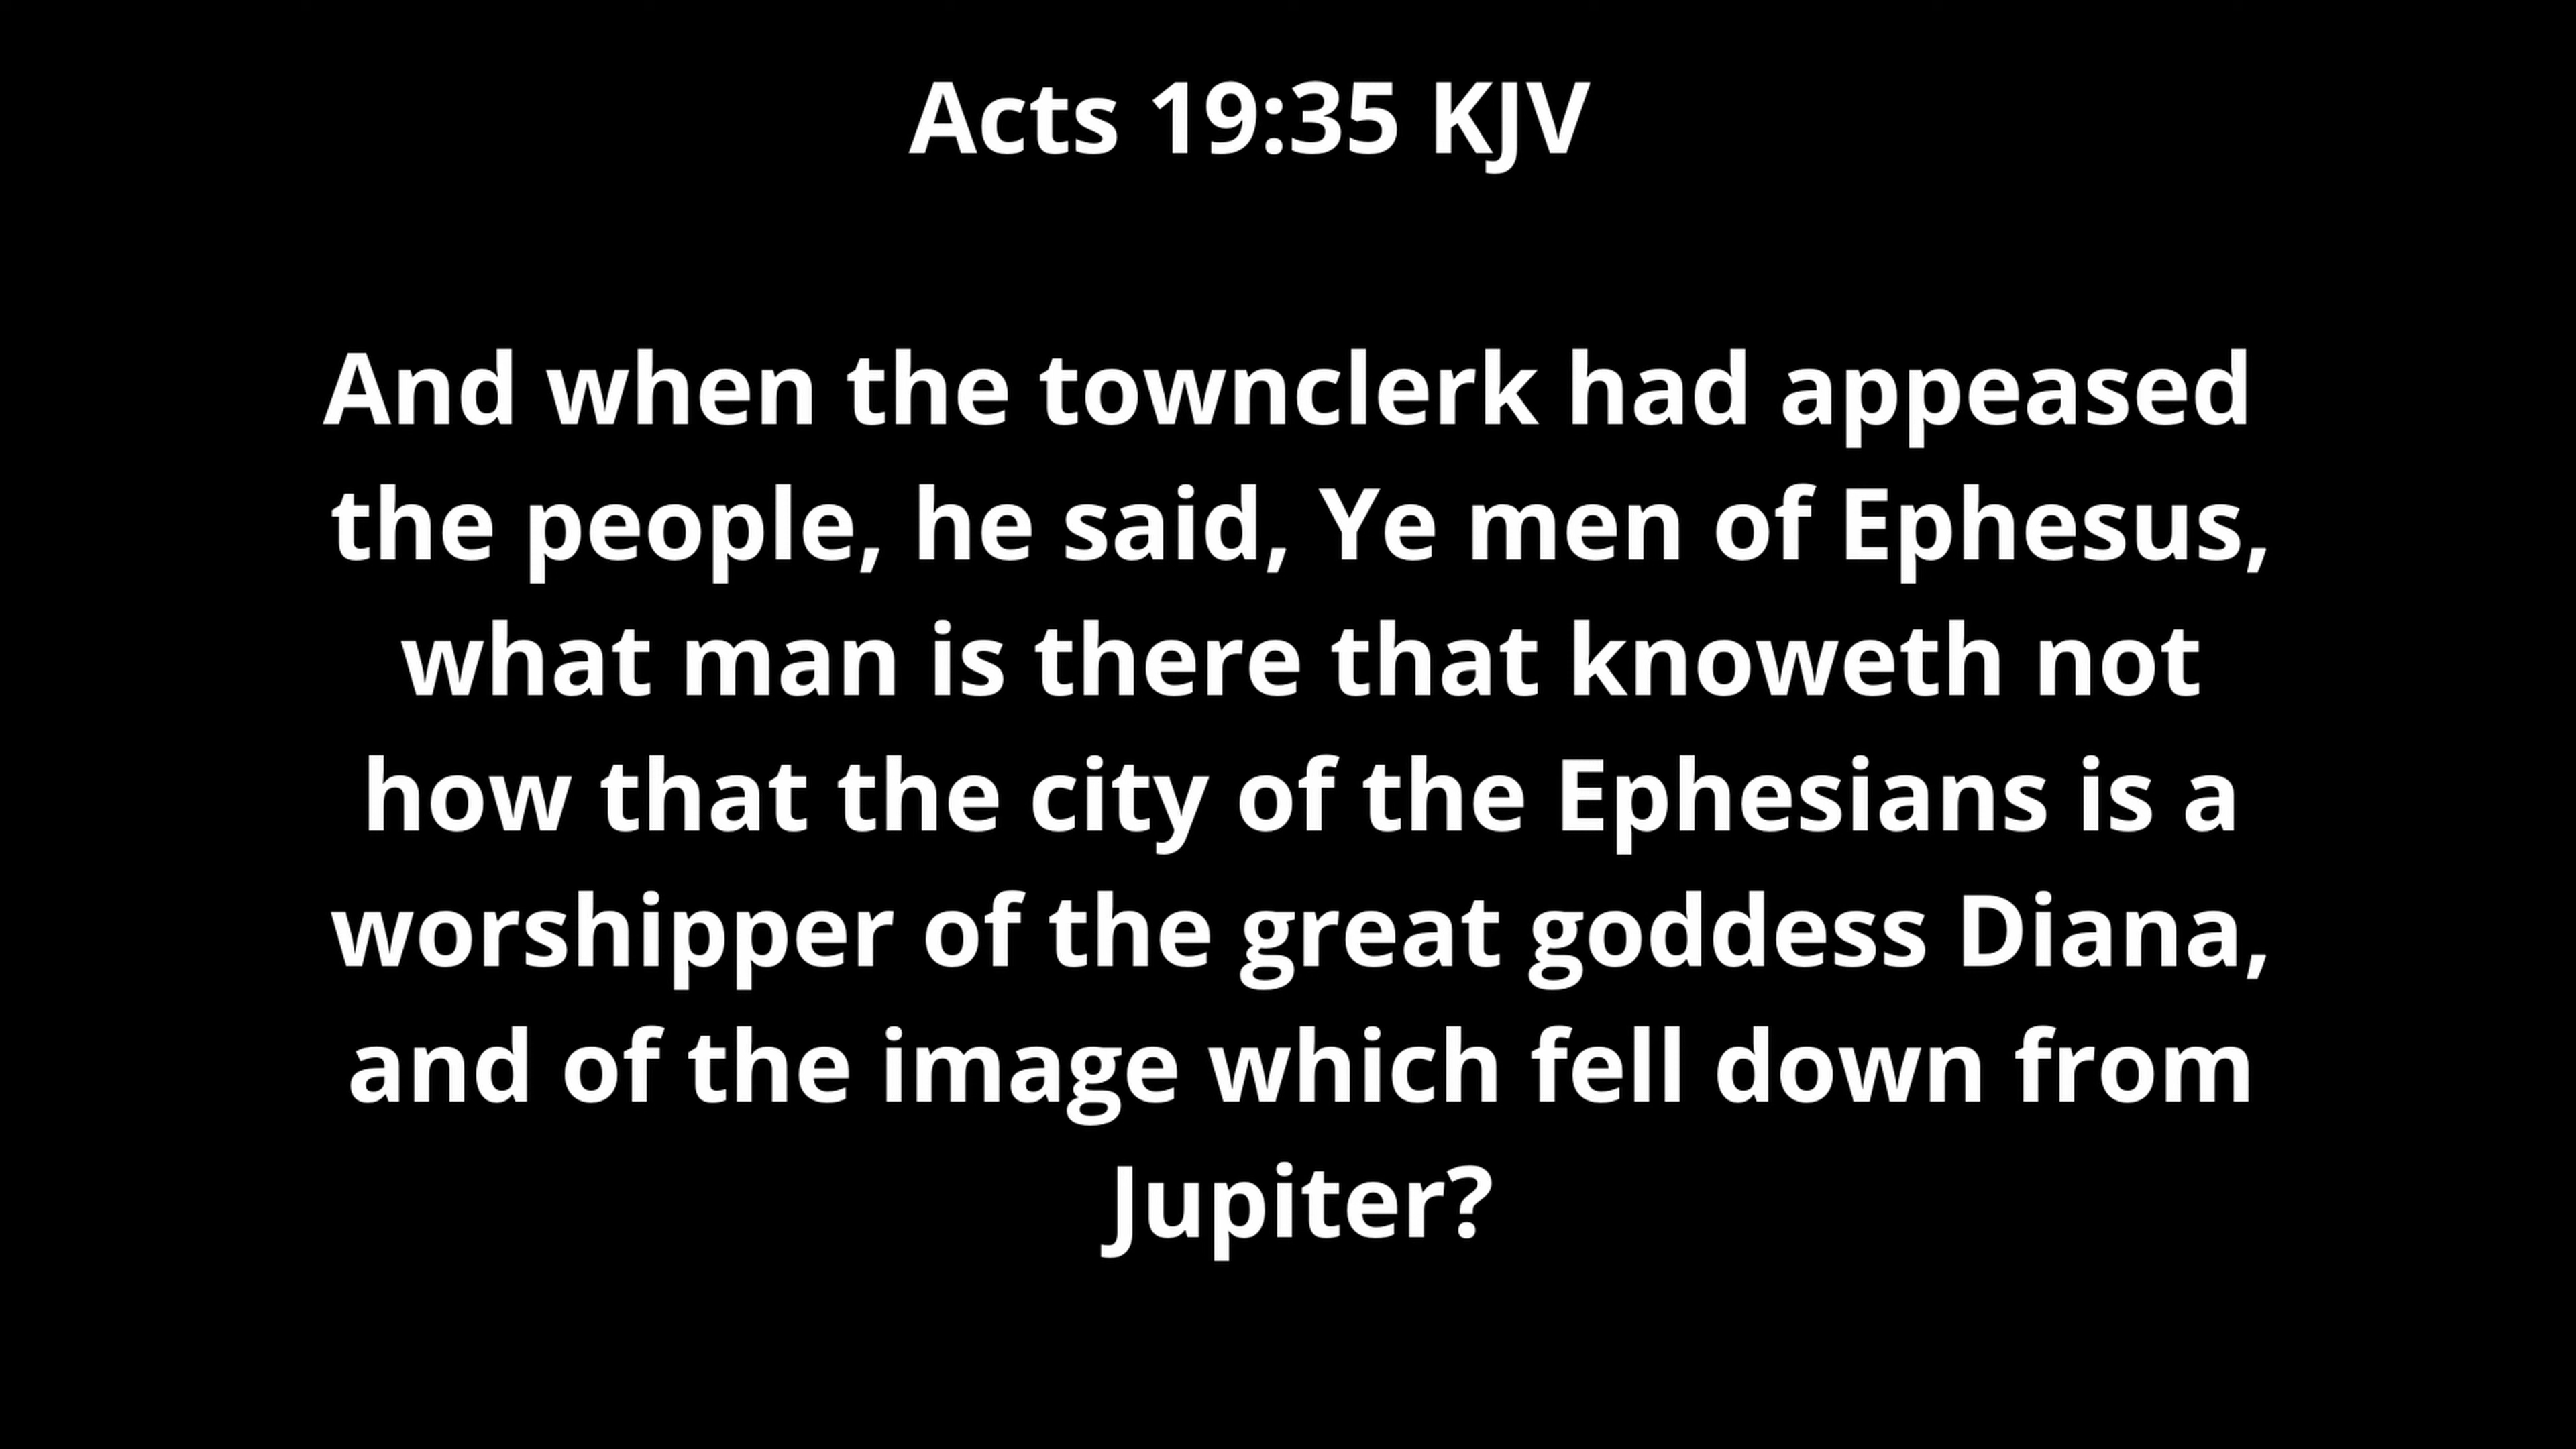 Acts 19:35 KJV
And when the townclerk had appeased
the people, he said, Ye men of Ephesus,
what man is there that knoweth not
how that the city of the Ephesians is a
worshipper of the great goddess Diana,
and of the image which fell down from
Jupiter?